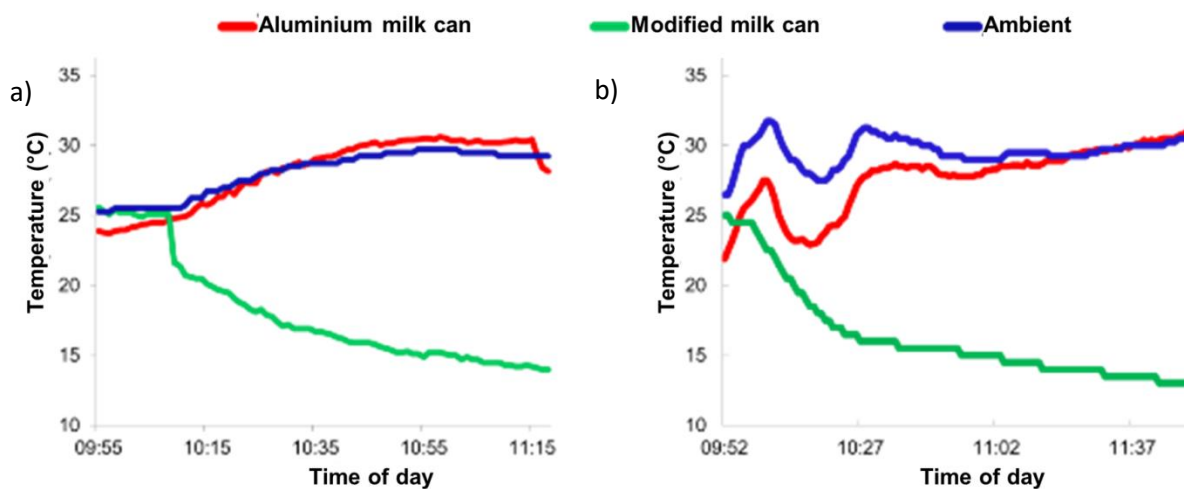 Aluminium milk can Modified milk can Ambient
a)
35
30
25
20
15
10
Temperature (°C)
09:55 10:15 10:35 10:55 11:15
Time of day
b)
35
30
25
20
15
10
Temperature (°C)
09:52 10:27 11:02 11:37
Time of day